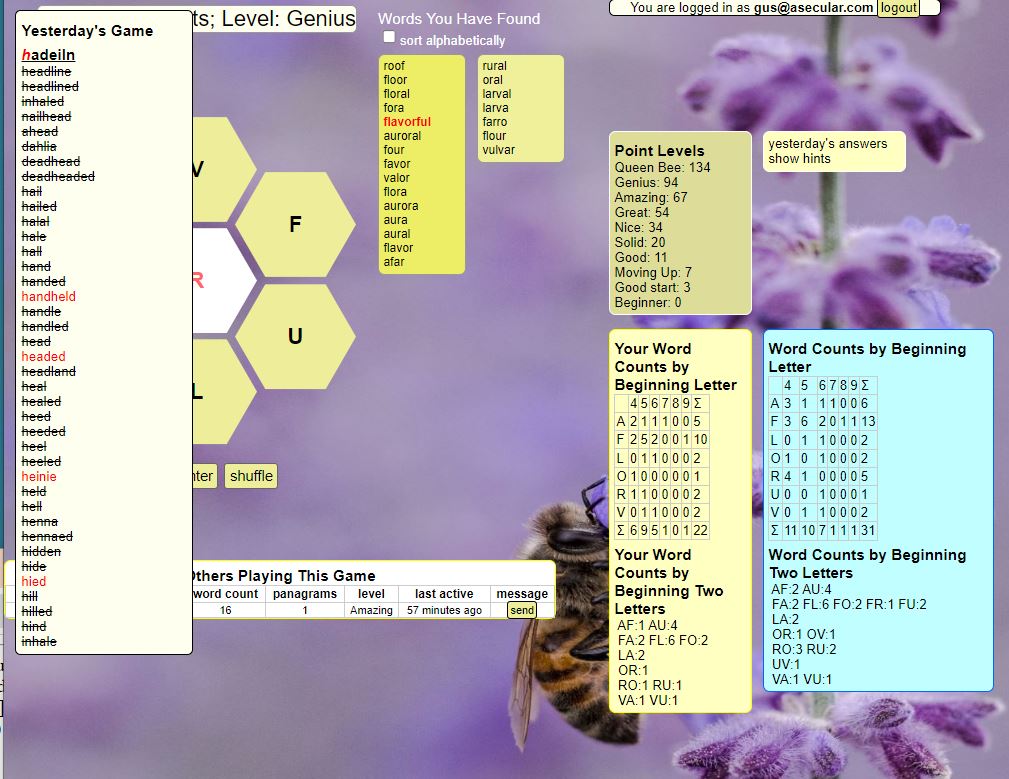 Yesterday's Game
hadeiln
headline
headlined
inhaled
nailhead
ahead
dahlia
deadhead
deadheaded
hail
hailed
halal
hale
hall
hand
handed
handheld
handle
handled
head
headed
headland
heal
healed
heed
heeded
heel
heeled
heinie
held
hell
henna
hennaed
hidden
hide
hied
hill
hilled
hind
inhale
ts; Level: Genius
V
F
R
U
L
nter
shuffle
Words You Have Found
sort alphabetically
roof
floor
floral
fora
flavorful
auroral
four
favor
valor
flora
aurora
aura
aural
flavor
afar
rural
oral
larval
larva
farro
flour
vulvar
You are logged in as gus@asecular.com logout
Point Levels
Queen Bee: 134
Genius: 94
Amazing: 67
Great: 54
Nice: 34
Solid: 20
Good: 11
Moving Up: 7
Good start: 3
Beginner: 0
yesterday's answers
show hints
Your Word
Counts by
Beginning Letter
4 5 6 7 8 9 Σ
A 2 1 1 1 0 0 5
F 2 5 2 0 0 1 10
L 0 1 1 0 0 0 2
O 1 0 0 0 0 0 1
R 1 1 0 0 0 0 2
V 0 1 1 0 0 0 2
Σ 6 9 5 1 0 1 22
Your Word
Counts by
Beginning Two
Letters
AF:1 AU:4
FA:2 FL:6 FO:2
LA:2
OR:1
RO:1 RU:1
VA:1 VU:1
Word Counts by Beginning
Letter
4 5 6 7 8 9 Σ
A 3 1 1 1 0 0 6
F 3 6 2 0 1 1 13
L 0 1 1 0 0 0 2
O 1 0 1 0 0 0 2
R 4 1 0 0 0 0 5
U 0 0 1 0 0 0 1
V 0 1 1 0 0 0 2
Σ 11 10 7 1 1 1 31
Word Counts by Beginning
Two Letters
AF:2 AU:4
FA:2 FL:6 FO:2 FR:1 FU:2
LA:2
OR:1 OV:1
RO:3 RU:2
UV:1
VA:1 VU:1
Others Playing This Game
word count panagrams level last active message
16 1 Amazing 57 minutes ago send